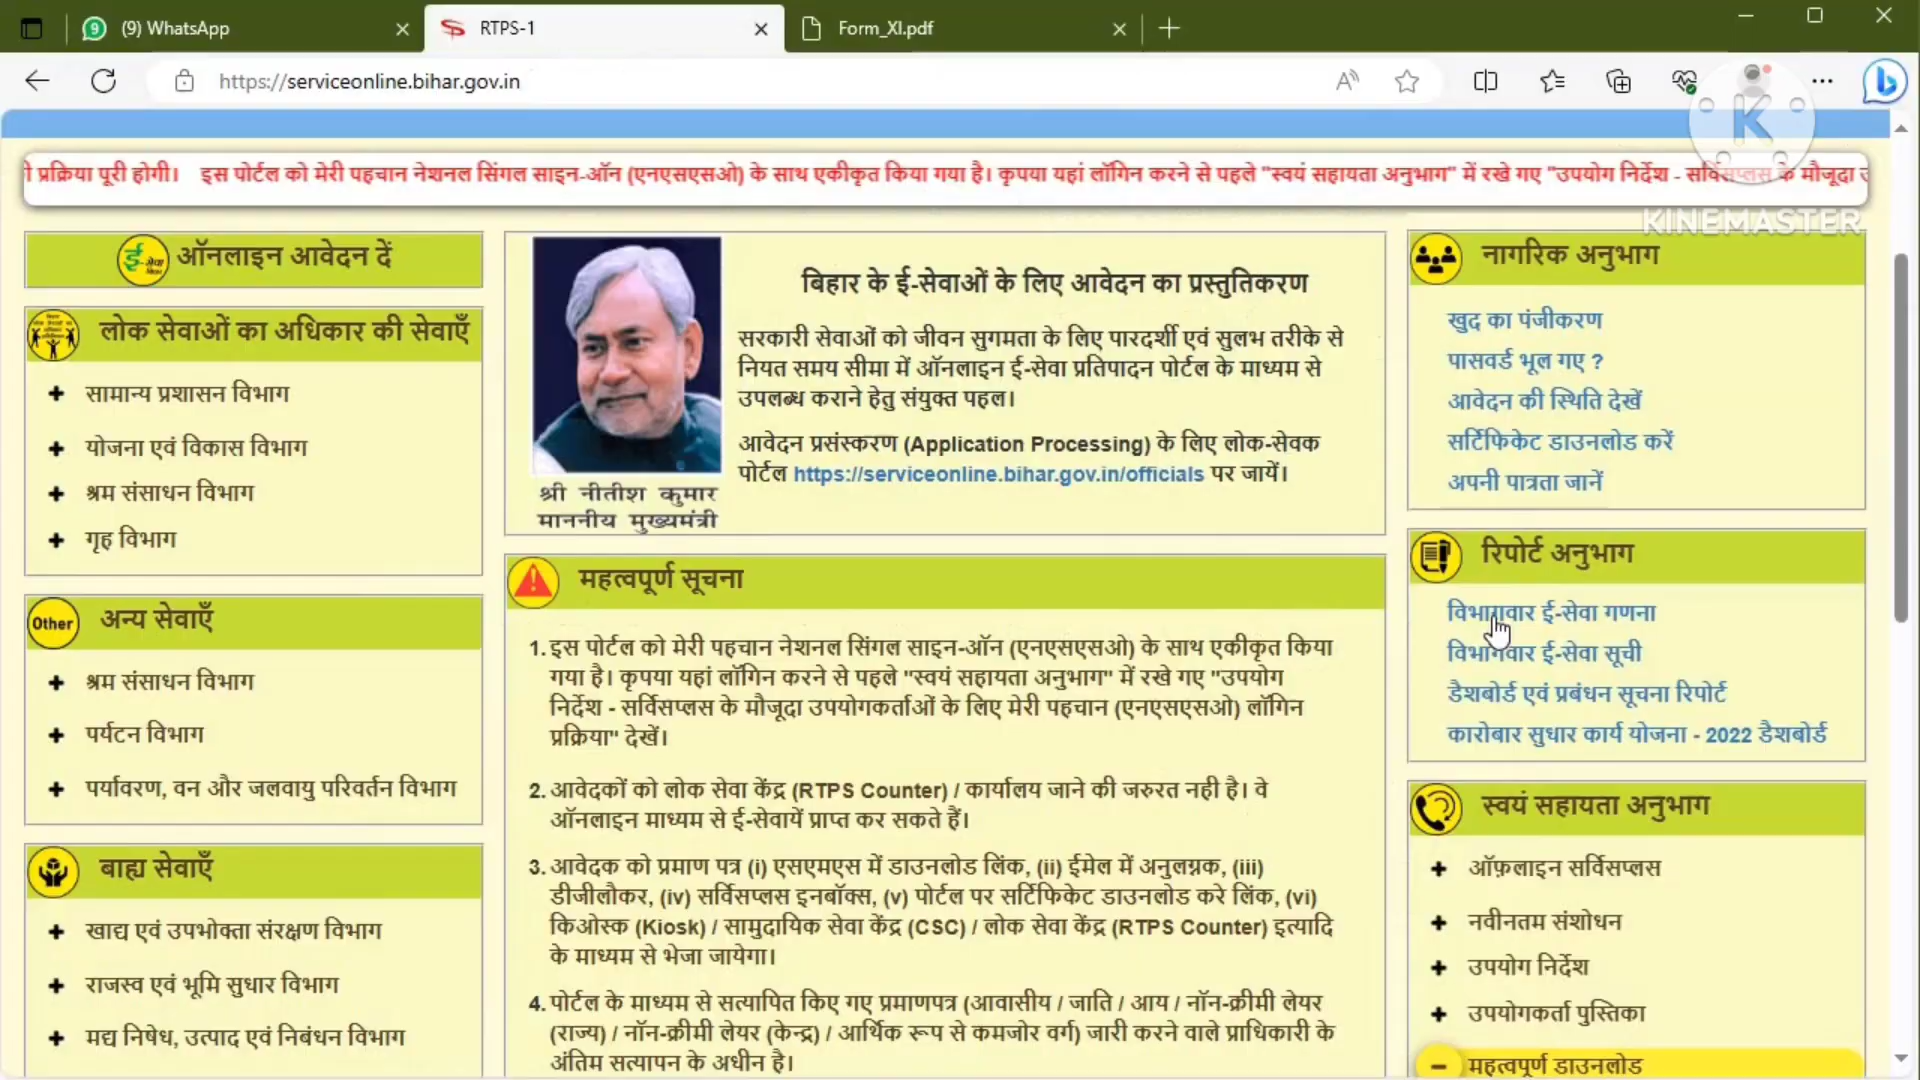 (9) WhatsApp
RTPS-1
Form_XI.pdf
https://serviceonline.bihar.gov.in
KINEMASTER
प्रक्रिया पूरी होगी। इस पोर्टल को मेरी पहचान नेशनल सिंगल साइन-ऑन (एनएसएसओ) के साथ एकीकृत किया गया है। कृपया यहां लॉगिन करने से पहले "स्वयं सहायता अनुभाग" में रखे गए "उपयोग निर्देश - सर्विसप्लस के मौजूदा
ऑनलाइन आवेदन दें
लोक सेवाओं का अधिकार की सेवाएँ
सामान्य प्रशासन विभाग
योजना एवं विकास विभाग
श्रम संसाधन विभाग
गृह विभाग
Other अन्य सेवाएँ
श्रम संसाधन विभाग
पर्यटन विभाग
पर्यावरण, वन और जलवायु परिवर्तन विभाग
बाह्य सेवाएँ
खाद्य एवं उपभोक्ता संरक्षण विभाग
राजस्व एवं भूमि सुधार विभाग
मद्य निषेध, उत्पाद एवं निबंधन विभाग
श्री नीतीश कुमार
माननीय मुख्यमंत्री
बिहार के ई-सेवाओं के लिए आवेदन का प्रस्तुतिकरण
सरकारी सेवाओं को जीवन सुगमता के लिए पारदर्शी एवं सुलभ तरीके से
नियत समय सीमा में ऑनलाइन ई-सेवा प्रतिपादन पोर्टल के माध्यम से
उपलब्ध कराने हेतु संयुक्त पहल।
आवेदन प्रसंस्करण (Application Processing) के लिए लोक-सेवक
पोर्टल https://serviceonline.bihar.gov.in/officials पर जायें।
महत्वपूर्ण सूचना
1. इस पोर्टल को मेरी पहचान नेशनल सिंगल साइन-ऑन (एनएसएसओ) के साथ एकीकृत किया
गया है। कृपया यहां लॉगिन करने से पहले "स्वयं सहायता अनुभाग" में रखे गए "उपयोग
निर्देश - सर्विसप्लस के मौजूदा उपयोगकर्ताओं के लिए मेरी पहचान (एनएसएसओ) लॉगिन
प्रक्रिया" देखें।
2. आवेदकों को लोक सेवा केंद्र (RTPS Counter) / कार्यालय जाने की जरुरत नही है। वे
ऑनलाइन माध्यम से ई-सेवायें प्राप्त कर सकते हैं।
3. आवेदक को प्रमाण पत्र (i) एसएमएस में डाउनलोड लिंक, (ii) ईमेल में अनुलग्नक, (iii)
डीजीलौकर, (iv) सर्विसप्लस इनबॉक्स, (v) पोर्टल पर सर्टिफिकेट डाउनलोड करे लिंक, (vi)
किओस्क (Kiosk) / सामुदायिक सेवा केंद्र (CSC) / लोक सेवा केंद्र (RTPS Counter) इत्यादि
के माध्यम से भेजा जायेगा।
4. पोर्टल के माध्यम से सत्यापित किए गए प्रमाणपत्र (आवासीय / जाति / आय / नॉन-क्रीमी लेयर
(राज्य) / नॉन-क्रीमी लेयर (केन्द्र) / आर्थिक रूप से कमजोर वर्ग) जारी करने वाले प्राधिकारी के
अंतिम सत्यापन के अधीन है।
नागरिक अनुभाग
खुद का पंजीकरण
पासवर्ड भूल गए ?
आवेदन की स्थिति देखें
सर्टिफिकेट डाउनलोड करें
अपनी पात्रता जानें
रिपोर्ट अनुभाग
विभागवार ई-सेवा गणना
विभागवार ई-सेवा सूची
डैशबोर्ड एवं प्रबंधन सूचना रिपोर्ट
कारोबार सुधार कार्य योजना - 2022 डैशबोर्ड
स्वयं सहायता अनुभाग
ऑफ़लाइन सर्विसप्लस
नवीनतम संशोधन
उपयोग निर्देश
उपयोगकर्ता पुस्तिका
महत्वपूर्ण डाउनलोड